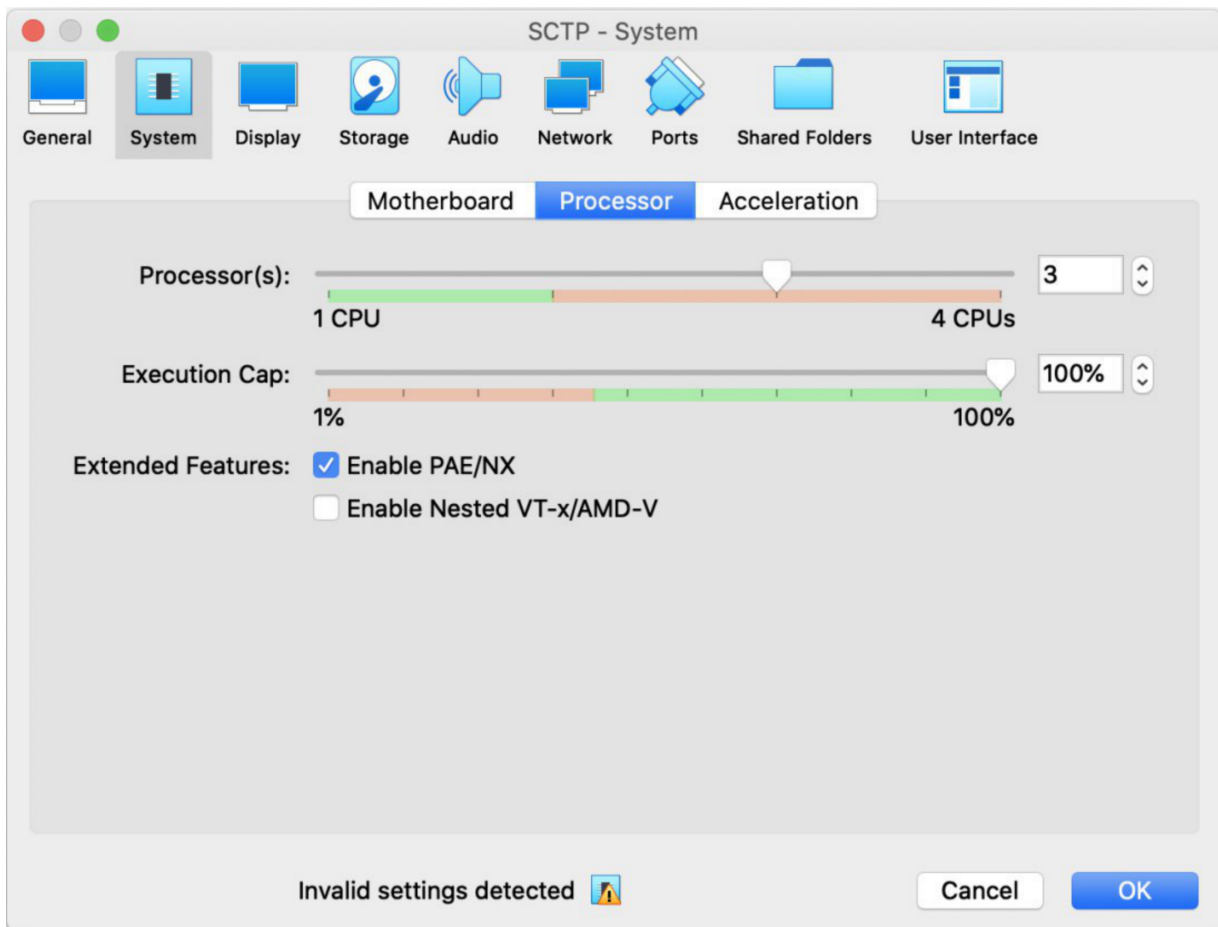 SCTP - System
General System Display Storage Audio Network Ports Shared Folders User Interface
Motherboard Processor Acceleration
Processor(s): 3
1 CPU 4 CPUs
Execution Cap: 100%
1% 100%
Extended Features: Enable PAE/NX
Enable Nested VT-x/AMD-V
Invalid settings detected Cancel OK